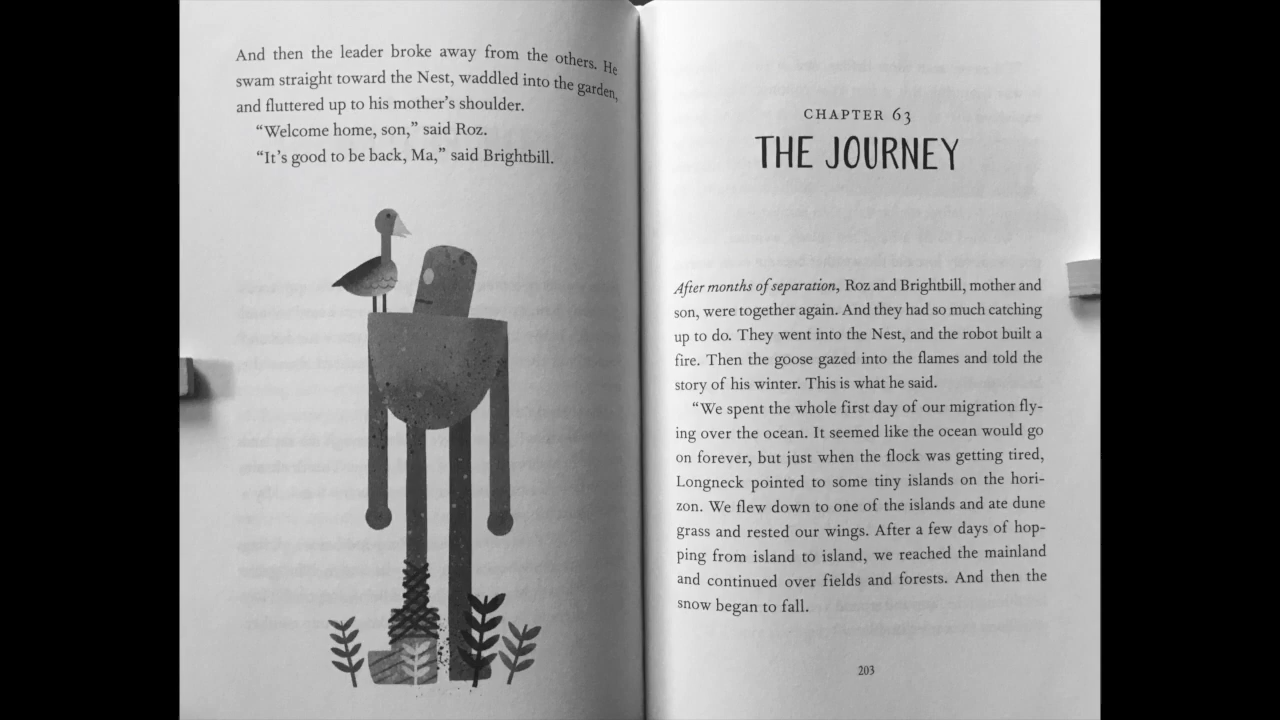 And then the leader broke away from the others. He
swam straight toward the Nest, waddled into the garden,
and fluttered up to his mother's shoulder.
"Welcome home, son," said Roz.
"It's good to be back, Ma," said Brightbill.
CHAPTER 63
THE JOURNEY
After months of separation, Roz and Brightbill, mother and
son, were together again. And they had so much catching
up to do. They went into the Nest, and the robot built a
fire. Then the goose gazed into the flames and told the
story of his winter. This is what he said.
"We spent the whole first day of our migration fly-
ing over the ocean. It seemed like the ocean would go
on forever, but just when the flock was getting tired,
Longneck pointed to some tiny islands on the hori-
zon. We flew down to one of the islands and ate dune
grass and rested our wings. After a few days of hop-
ping from island to island, we reached the mainland
and continued over fields and forests. And then the
snow began to fall.
203